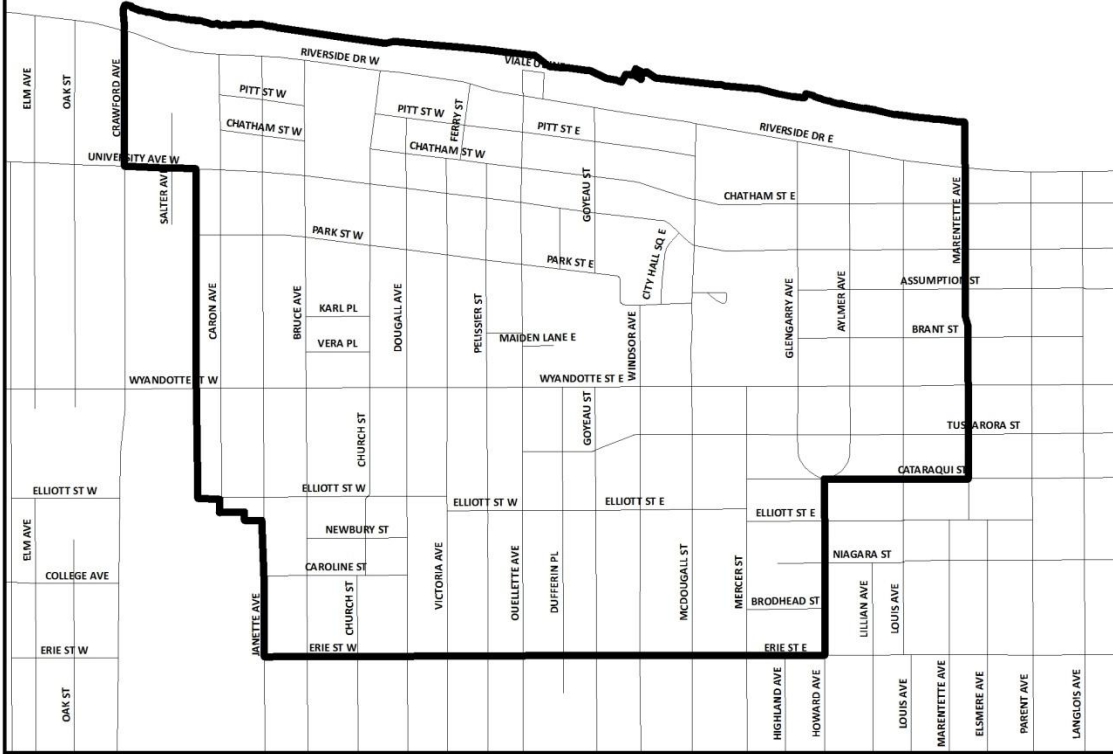 RIVERSIDE DR W
ELM AVE
OAK ST
CRAWFORD AVE
PITT ST W
PITT ST W
FERRY ST
PITT ST E
RIVERSIDE DR E
CHATHAM ST W
CHATHAM ST W
UNIVERSITY AVE W
SALTER AVE
GOYEAU ST
CHATHAM ST E
MARENTETTE AVE
PARK ST W
PARK ST E
CITY HALL SQ E
ASSUMPTION ST
CARON AVE
BRUCE AVE
KARL PL
DOUGALL AVE
PELISSIER ST
MAIDEN LANE E
WINDSOR AVE
GLENGARRY AVE
AYLMER AVE
BRANT ST
VERA PL
WYANDOTTE ST W
WYANDOTTE ST E
GOYEAU ST
CHURCH ST
TUSCARORA ST
CATARAQUI ST
ELLIOTT ST W
ELLIOTT ST W
ELLIOTT ST W
ELLIOTT ST E
ELLIOTT ST E
ELM AVE
NEWBURY ST
NIAGARA ST
COLLEGE AVE
CAROLINE ST
CHURCH ST
VICTORIA AVE
OUELLETTE AVE
DUFFERIN PL
MCDOUGALL ST
MERCER ST
BRODHEAD ST
LILLIAN AVE
LOUIS AVE
JANETTE AVE
ERIE ST W
ERIE ST W
ERIE ST E
OAK ST
HIGHLAND AVE
HOWARD AVE
LOUIS AVE
MARENTETTE AVE
ELSMERE AVE
PARENT AVE
LANGLOIS AVE